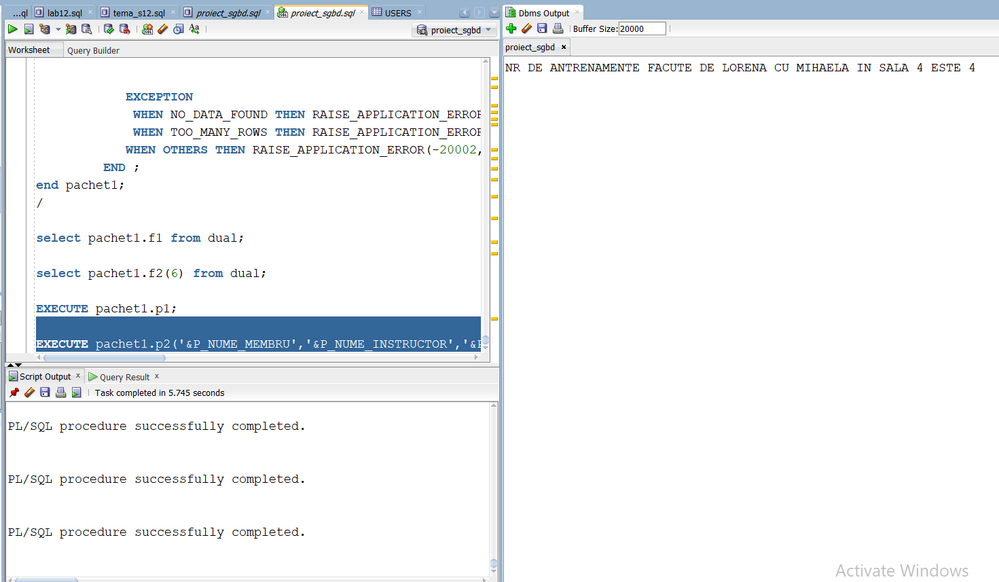 ...ql lab12.sql tema_s12.sql proiect_sgbd.sql proiect_sgbd.sql USERS
proiect_sgbd
Worksheet Query Builder
EXCEPTION
WHEN NO_DATA_FOUND THEN RAISE_APPLICATION_ERROR
WHEN TOO_MANY_ROWS THEN RAISE_APPLICATION_ERROR
WHEN OTHERS THEN RAISE_APPLICATION_ERROR(-20002,
END ;
end pachet1;
/
select pachet1.f1 from dual;
select pachet1.f2(6) from dual;
EXECUTE pachet1.p1;
EXECUTE pachet1.p2('&P_NUME_MEMBRU','&P_NUME_INSTRUCTOR','&P
Script Output x Query Result x
Task completed in 5.745 seconds
PL/SQL procedure successfully completed.
PL/SQL procedure successfully completed.
PL/SQL procedure successfully completed.
Dbms Output
Buffer Size: 20000
proiect_sgbd x
NR DE ANTRENAMENTE FACUTE DE LORENA CU MIHAELA IN SALA 4 ESTE 4
Activate Windows